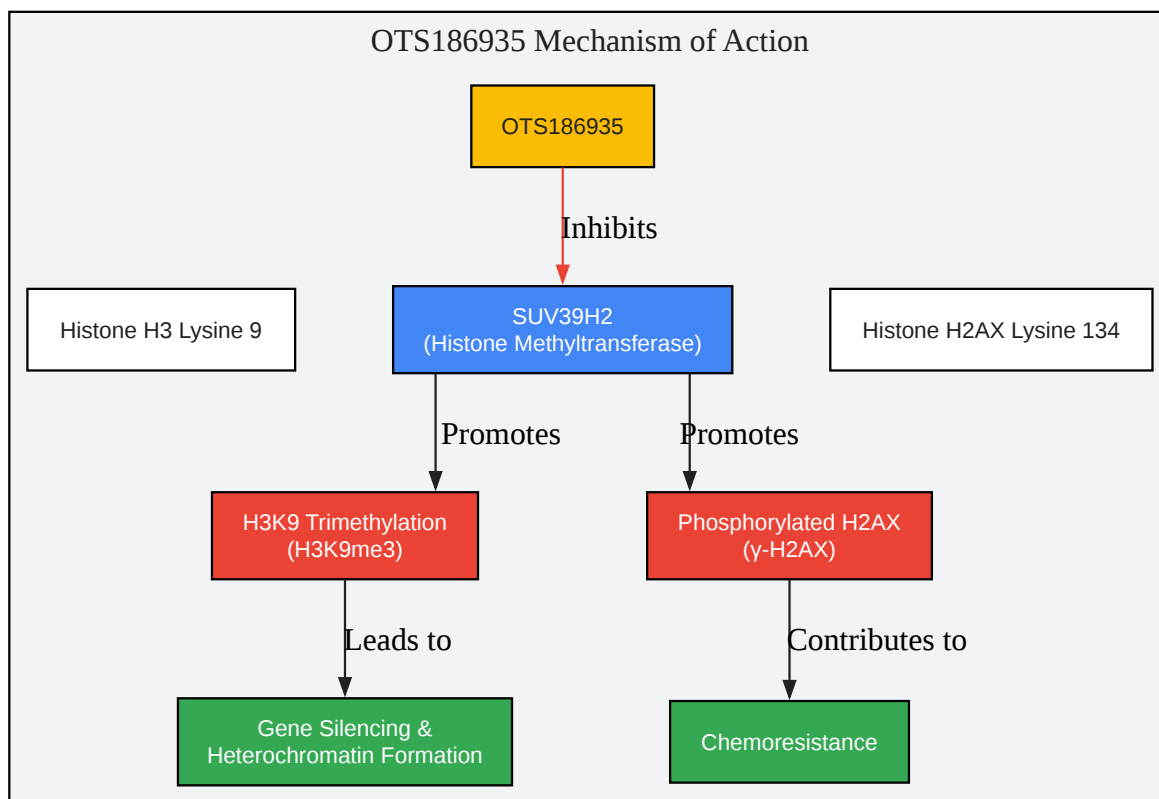 OTS186935 Mechanism of Action
OTS186935
Inhibits
Histone H3 Lysine 9
SUV39H2
(Histone Methyltransferase)
Histone H2AX Lysine 134
Promotes
Promotes
H3K9 Trimethylation
(H3K9me3)
Phosphorylated H2AX
(γ-H2AX)
Leads to
Contributes to
Gene Silencing &
Heterochromatin Formation
Chemoresistance